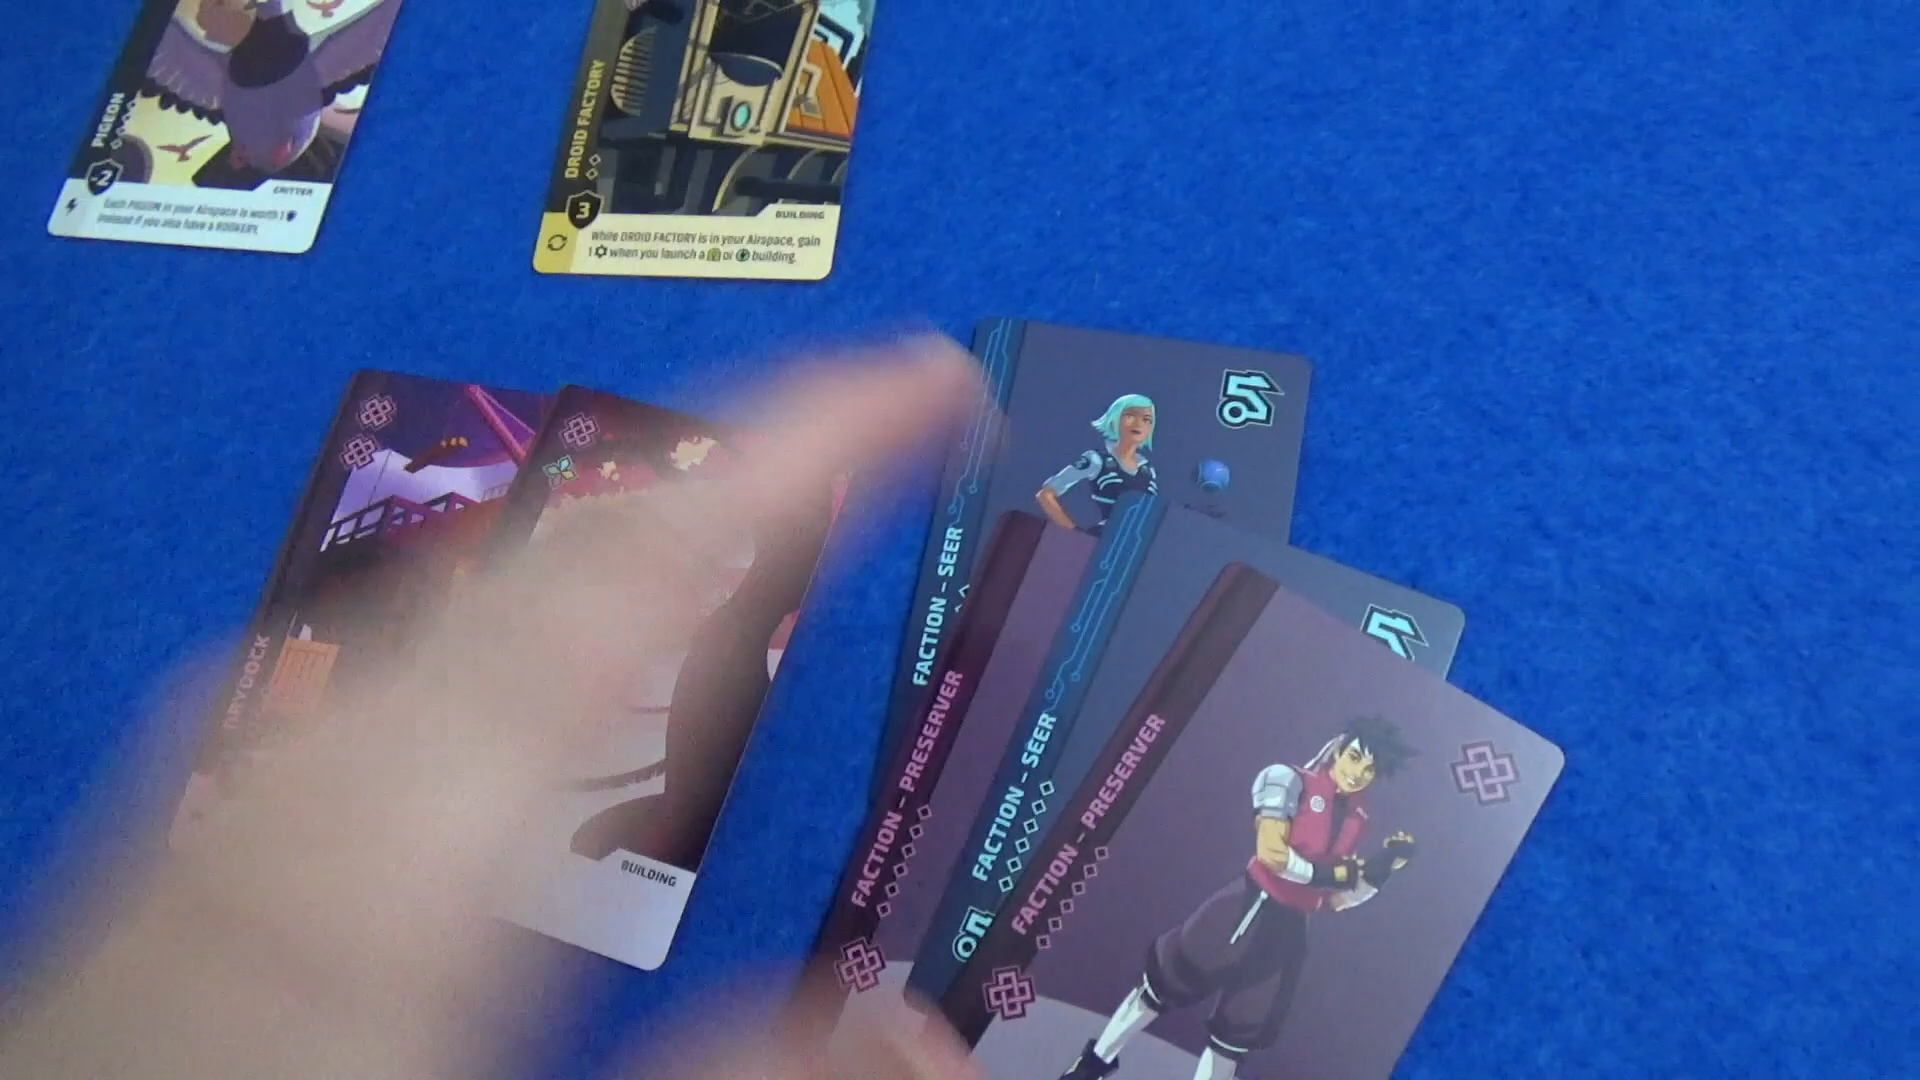 PIGEON
-2
CRITTER
Each PIGEON in your Airspace is worth 1
instead if you also have a ROOKERY.
DROID FACTORY
3
BUILDING
While DROID FACTORY is in your Airspace, gain
1 when you launch a or building.
DRYDOCK
BUILDING
FACTION - SEER
FACTION - PRESERVER
FACTION - SEER
FACTION - PRESERVER